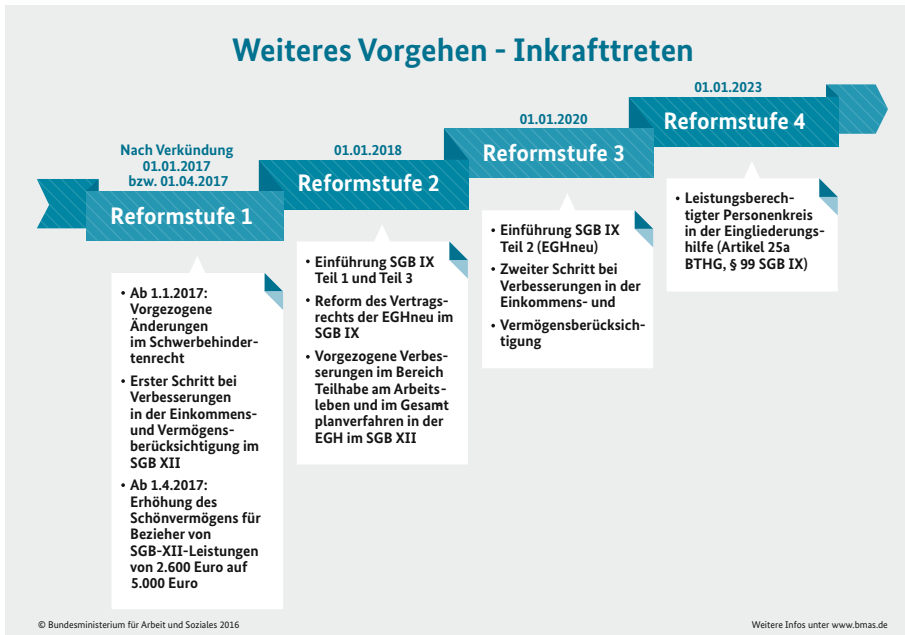 Weiteres Vorgehen - Inkrafttreten
Nach Verkündung
01.01.2017
bzw. 01.04.2017
Reformstufe 1
• Ab 1.1.2017:
Vorgezogene
Änderungen
im Schwerbehinder-
tenrecht
• Erster Schritt bei
Verbesserungen
in der Einkommens-
und Vermögens-
berücksichtigung im
SGB XII
• Ab 1.4.2017:
Erhöhung des
Schönvermögens für
Bezieher von
SGB-XII-Leistungen
von 2.600 Euro auf
5.000 Euro
01.01.2018
Reformstufe 2
• Einführung SGB IX
Teil 1 und Teil 3
• Reform des Vertrags-
rechts der EGHneu im
SGB IX
• Vorgezogene Verbes-
serungen im Bereich
Teilhabe am Arbeits-
leben und im Gesamt-
planverfahren in der
EGH im SGB XII
01.01.2020
Reformstufe 3
• Einführung SGB IX
Teil 2 (EGHneu)
• Zweiter Schritt bei
Verbesserungen in der
Einkommens- und
• Vermögensberücksich-
tigung
01.01.2023
Reformstufe 4
• Leistungsberech-
tigter Personenkreis
in der Eingliederungs-
hilfe (Artikel 25a
BTHG, § 99 SGB IX)
© Bundesministerium für Arbeit und Soziales 2016
Weitere Infos unter www.bmas.de